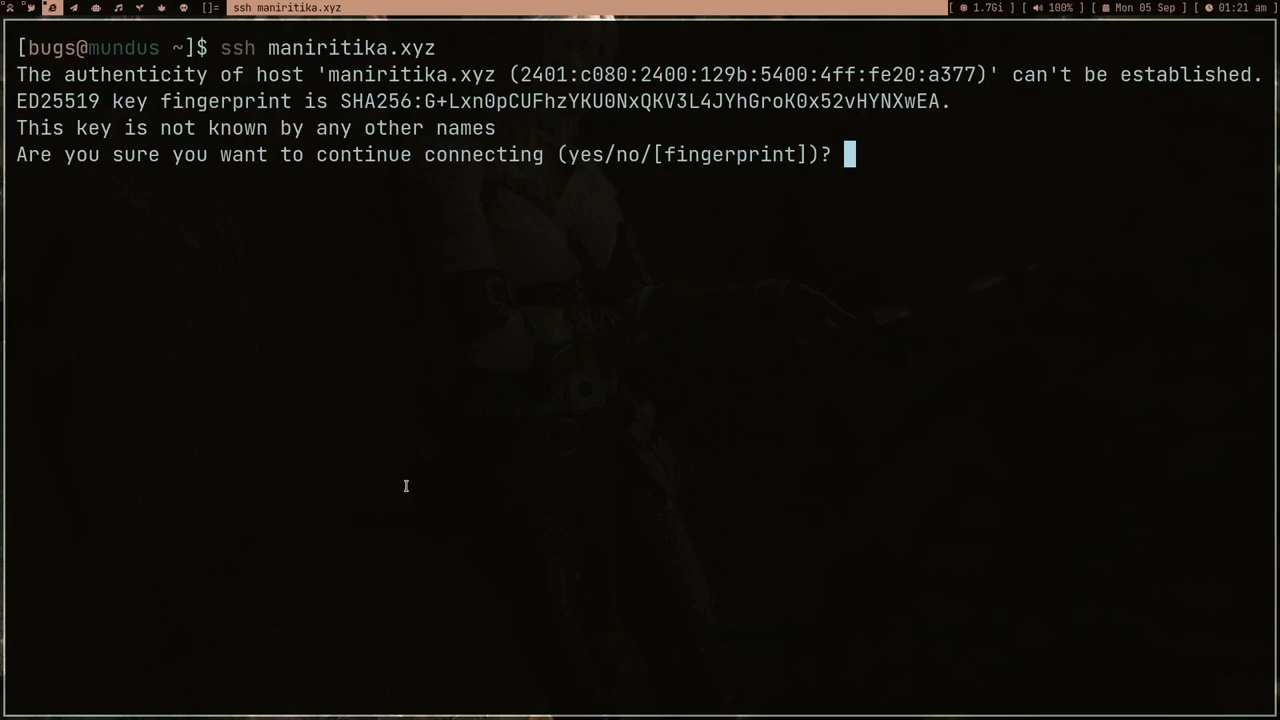 []= ssh maniritika.xyz [ 1.7Gi ] [ 100% ] [ Mon 05 Sep ] [ 01:21 am ]
[bugs@mundus ~]$ ssh maniritika.xyz
The authenticity of host 'maniritika.xyz (2401:c080:2400:129b:5400:4ff:fe20:a377)' can't be established.
ED25519 key fingerprint is SHA256:G+Lxn0pCUFhzYKU0NxQKV3L4JYhGroK0x52vHYNXwEA.
This key is not known by any other names
Are you sure you want to continue connecting (yes/no/[fingerprint])?